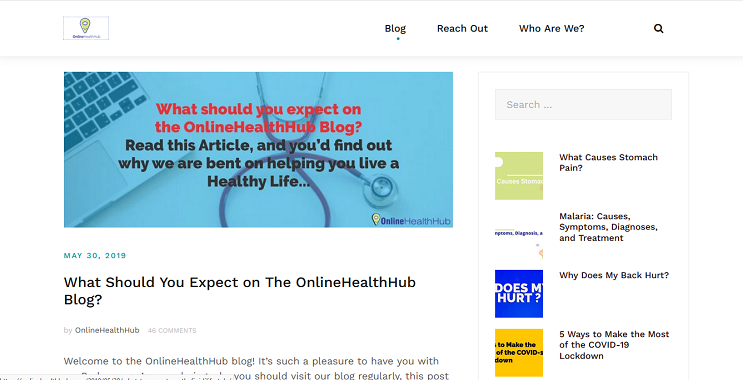 OnlineHealthHub
Blog
Reach Out
Who Are We?
What should you expect on
the OnlineHealthHub Blog?
Read this Article, and you'd find out
why we are bent on helping you live a
Healthy Life...
OnlineHealthHub
MAY 30, 2019
What Should You Expect on The OnlineHealthHub
Blog?
by OnlineHealthHub 46 COMMENTS
Welcome to the OnlineHealthHub blog! It's such a pleasure to have you with
you should visit our blog regularly, this post
Search …
Causes Stomach
What Causes Stomach
Pain?
mptoms, Diagnosis, a
Malaria: Causes,
Symptoms, Diagnoses,
and Treatment
DOES M
HURT ?
Why Does My Back Hurt?
s to Make the
t of the COVID-1
Lockdown
5 Ways to Make the Most
of the COVID-19
Lockdown